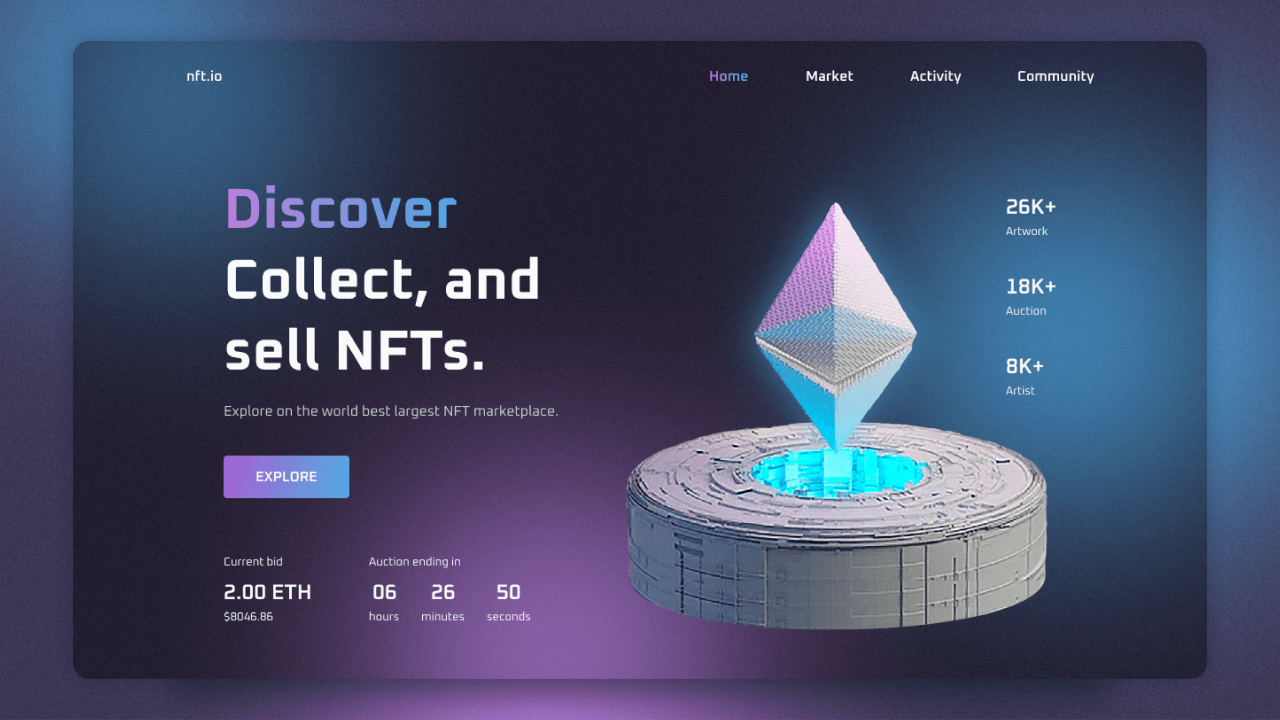 nft.io
Home Market Activity Community
Discover
Collect, and
sell NFTs.
Explore on the world best largest NFT marketplace.
EXPLORE
Current bid
2.00 ETH
$8046.86
Auction ending in
06 26 50
hours minutes seconds
26K+
Artwork
18K+
Auction
8K+
Artist